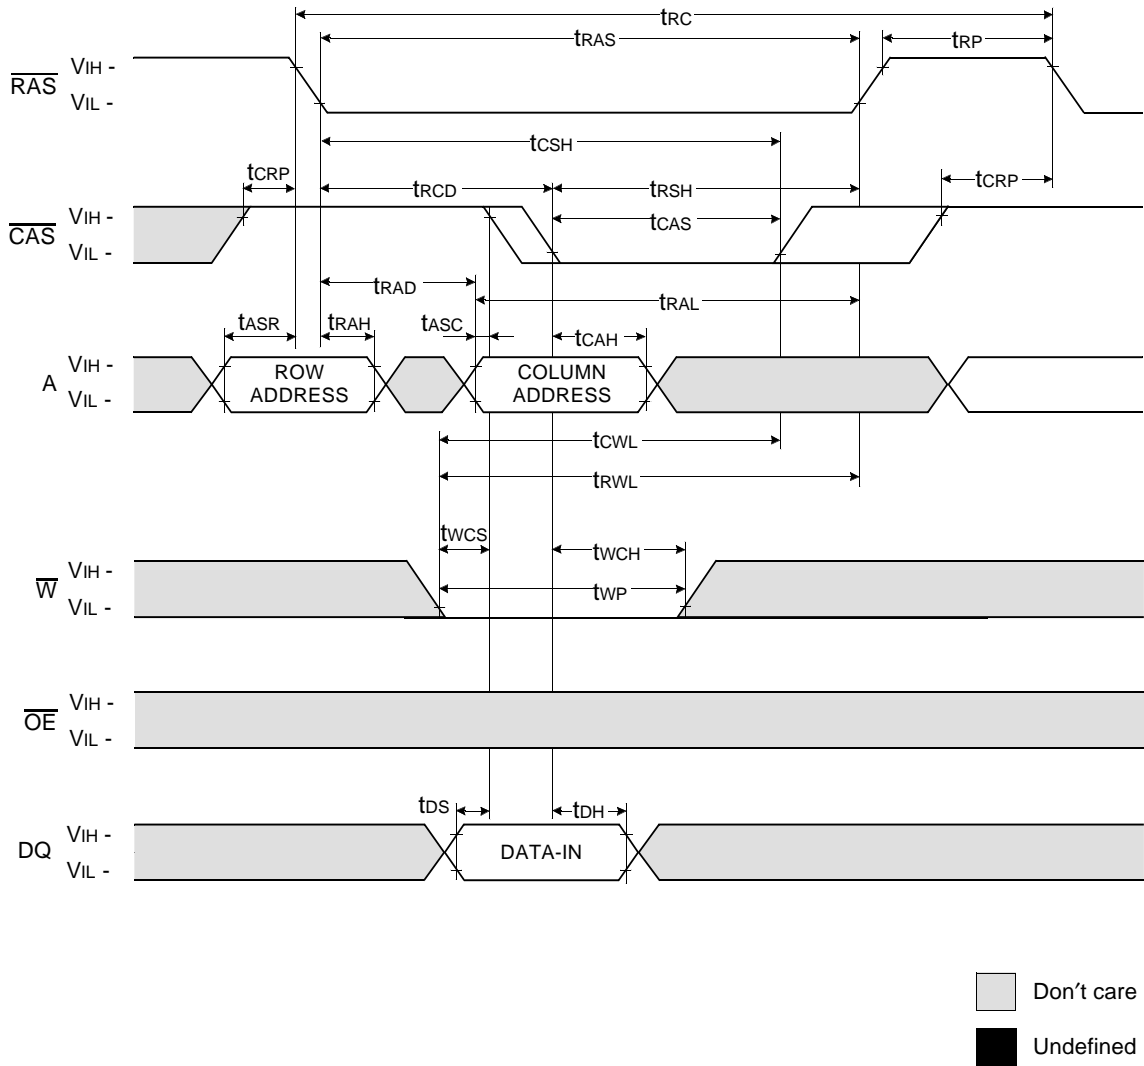 tRC
tRAS
tRP
RAS
VIH -
VIL -
tCSH
tCRP
tRCD
tRSH
tCRP
CAS
VIH -
VIL -
tCAS
tRAD
tRAL
tASR
tRAH
tASC
tCAH
A
VIH -
VIL -
ROW
ADDRESS
COLUMN
ADDRESS
tCWL
tRWL
tWCS
tWCH
W
VIH -
VIL -
tWP
OE
VIH -
VIL -
tDS
tDH
DQ
VIH -
VIL -
DATA-IN
Don′t care
Undefined